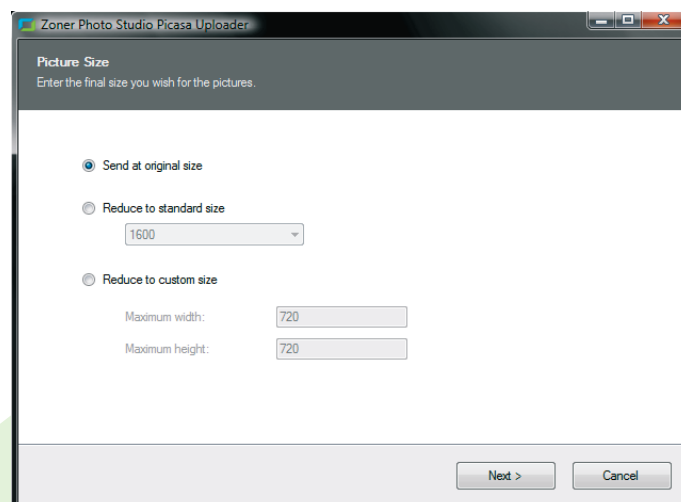 Zoner Photo Studio Picasa Uploader
Picture Size
Enter the final size you wish for the pictures.
Send at original size
Reduce to standard size
1600
Reduce to custom size
Maximum width: 720
Maximum height: 720
Next > Cancel